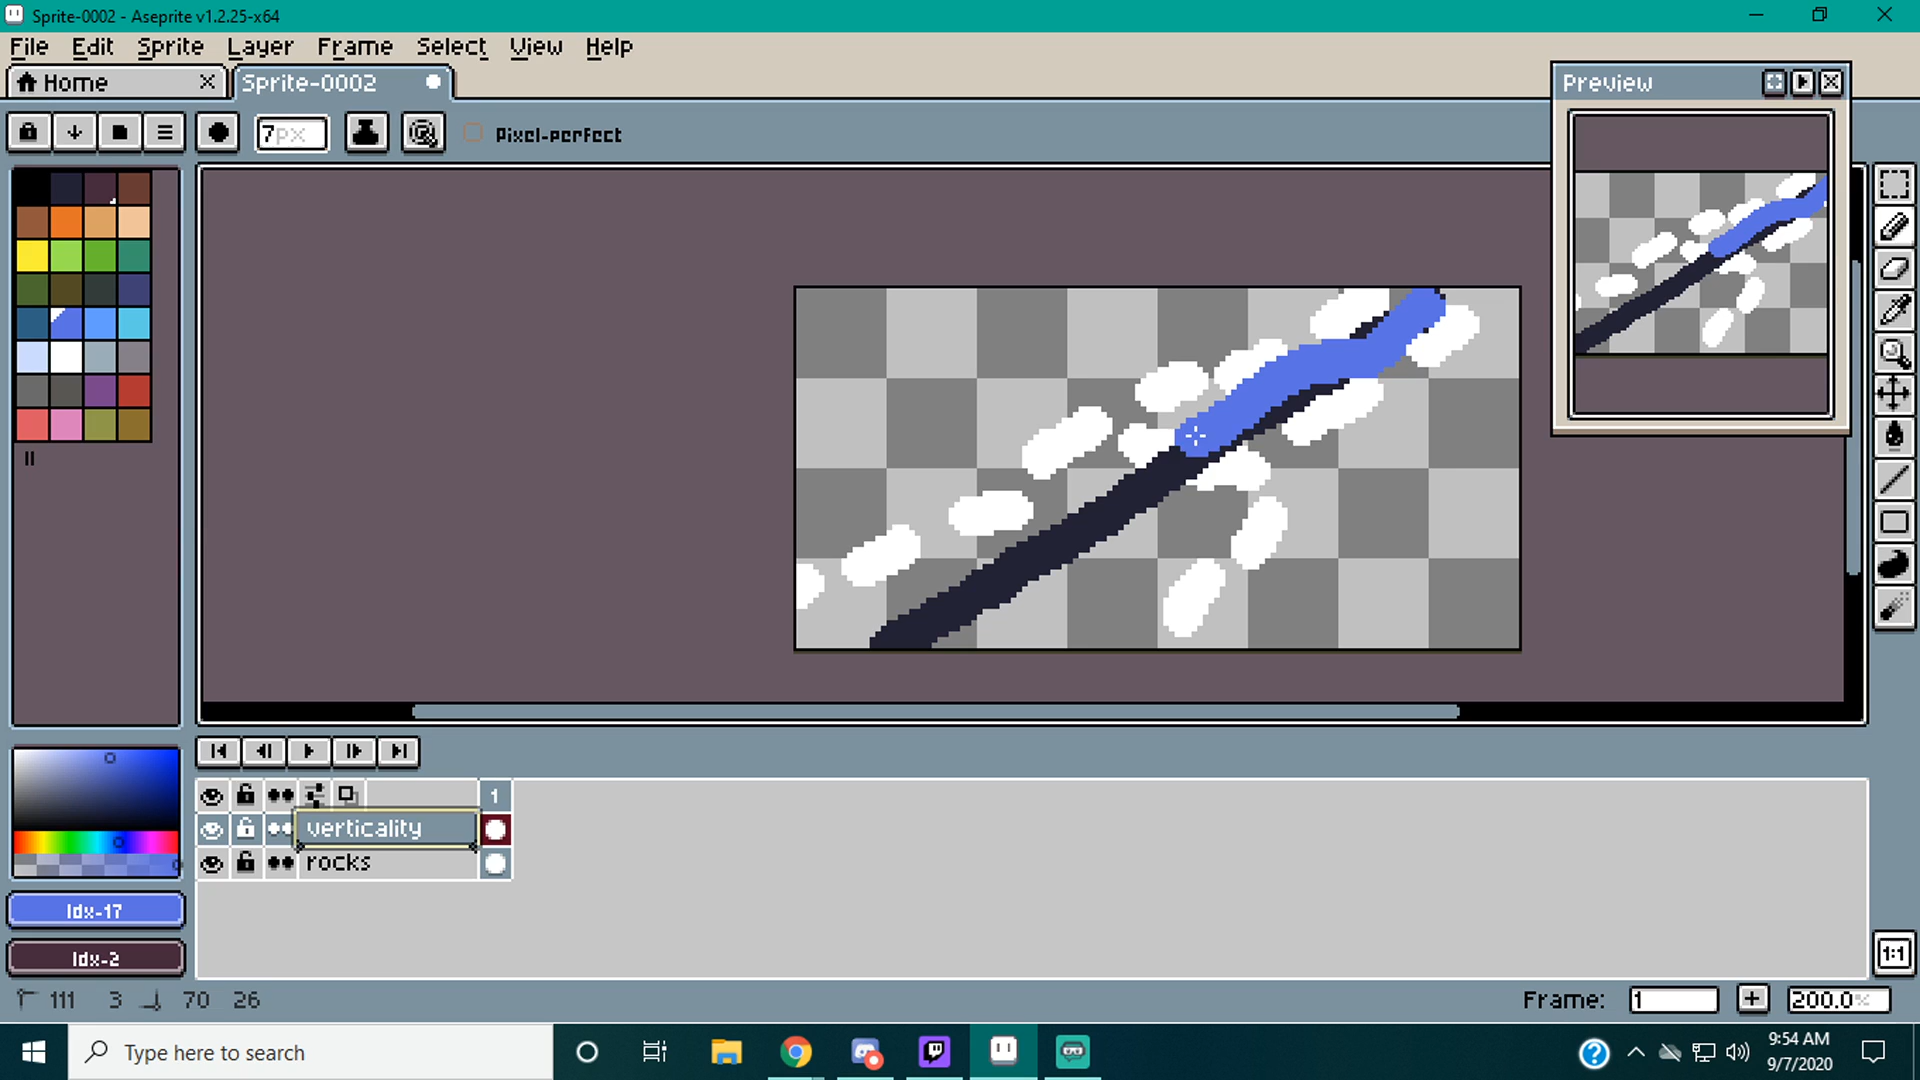 Sprite-0002 - Aseprite v1.2.25-x64
File Edit Sprite Layer Frame Select View Help
Home Sprite-0002
Preview
7px Pixel-perfect
1
verticality
rocks
Idx-17
Idx-2
1:1
111 3 70 26
Frame: 1 + 200.0%
Type here to search
9:54 AM
9/7/2020